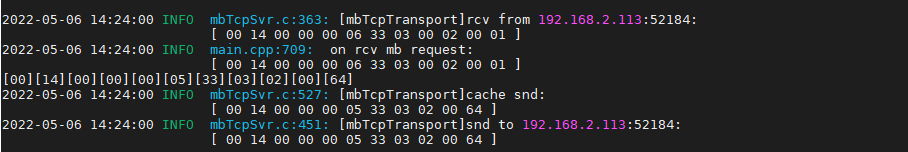 2022-05-06 14:24:00 INFO  mbTcpSvr.c:363: [mbTcpTransport]rcv from 192.168.2.113:52184:
[ 00 14 00 00 00 06 33 03 00 02 00 01 ]
2022-05-06 14:24:00 INFO  main.cpp:709:  on rcv mb request:
[ 00 14 00 00 00 06 33 03 00 02 00 01 ]
[00][14][00][00][00][05][33][03][02][00][64]
2022-05-06 14:24:00 INFO  mbTcpSvr.c:527: [mbTcpTransport]cache snd:
[ 00 14 00 00 00 05 33 03 02 00 64 ]
2022-05-06 14:24:00 INFO  mbTcpSvr.c:451: [mbTcpTransport]snd to 192.168.2.113:52184:
[ 00 14 00 00 00 05 33 03 02 00 64 ]